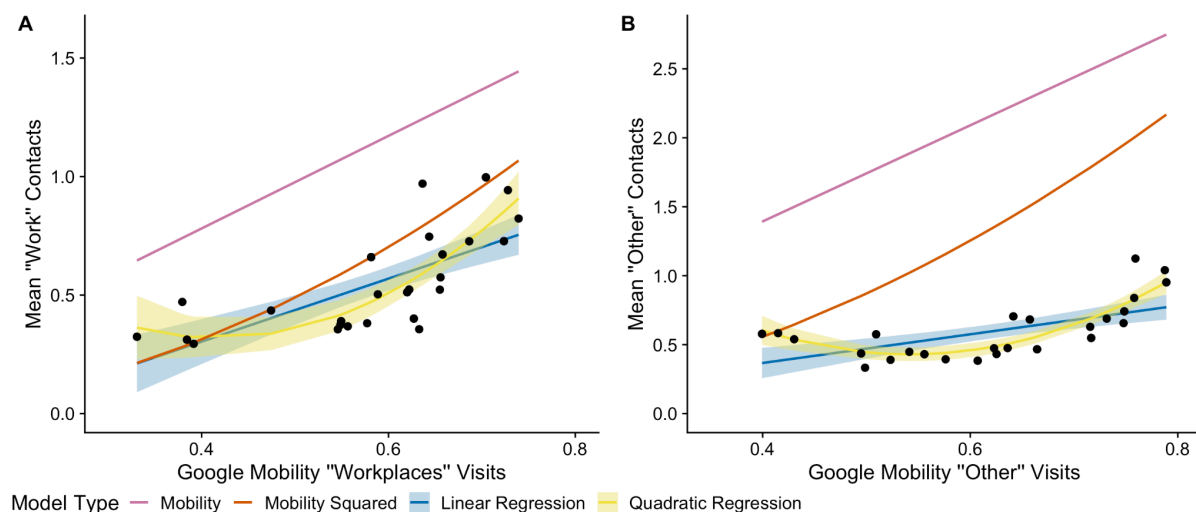 A
Mean "Work" Contacts
1.5
1.0
0.5
0.0
0.4
0.6
0.8
Google Mobility "Workplaces" Visits
B
Mean "Other" Contacts
2.5
2.0
1.5
1.0
0.5
0.0
0.4
0.6
0.8
Google Mobility "Other" Visits
Model Type Mobility Mobility Squared Linear Regression Quadratic Regression